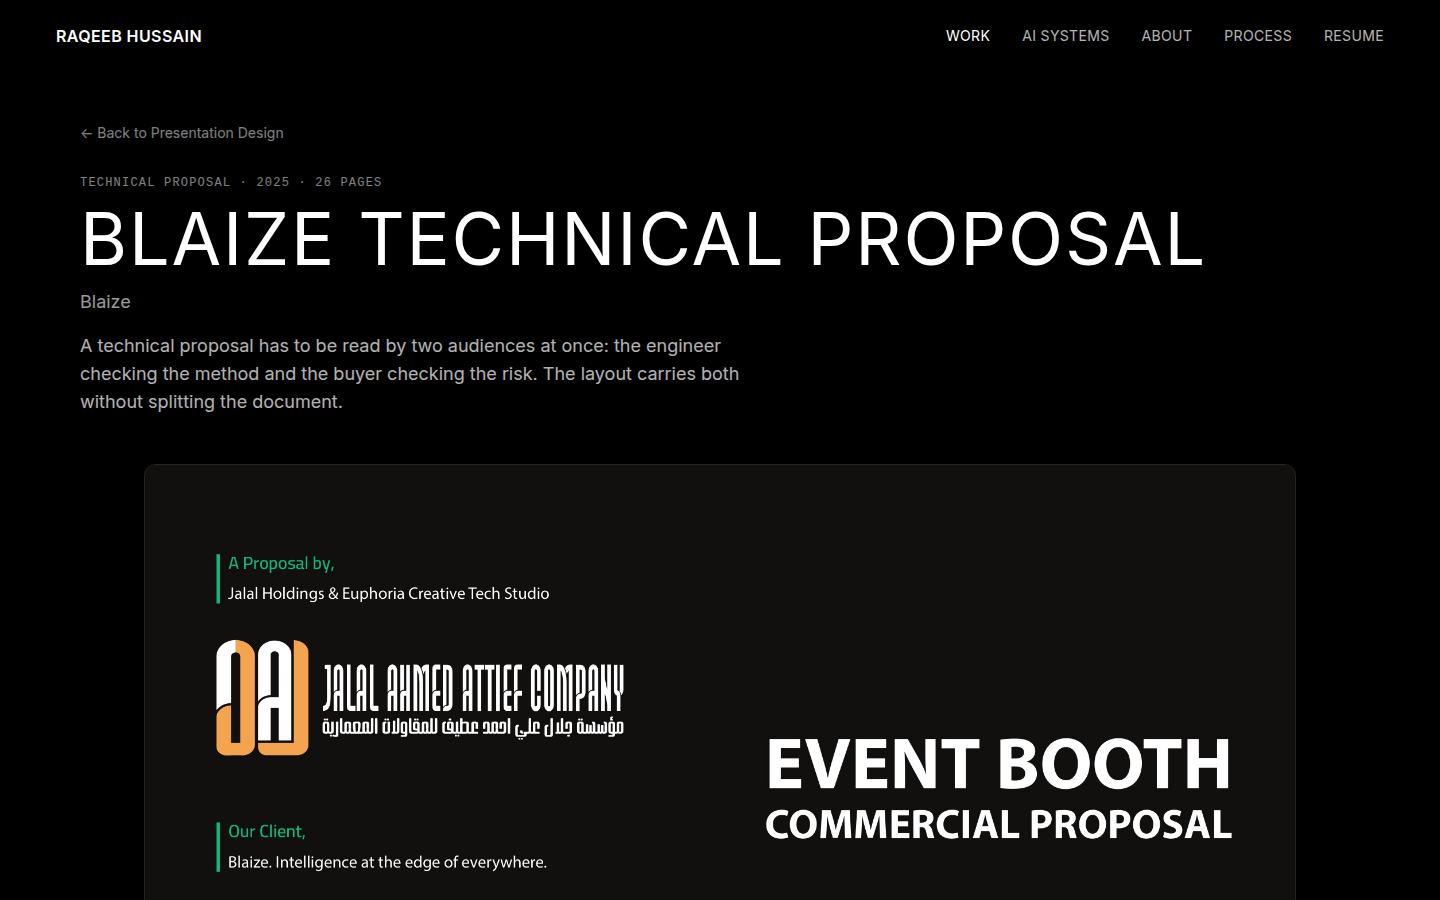 RAQEEB HUSSAIN
WORK
AI SYSTEMS
ABOUT
PROCESS
RESUME
← Back to Presentation Design
TECHNICAL PROPOSAL · 2025 · 26 PAGES
BLAIZE TECHNICAL PROPOSAL
Blaize
A technical proposal has to be read by two audiences at once: the engineer
checking the method and the buyer checking the risk. The layout carries both
without splitting the document.
A Proposal by,
Jalal Holdings & Euphoria Creative Tech Studio
JALAL AHMED ATTIEF COMPANY
مؤسسة جلال علي احمد عطيف للمقاولات المعمارية
EVENT BOOTH
COMMERCIAL PROPOSAL
Our Client,
Blaize. Intelligence at the edge of everywhere.